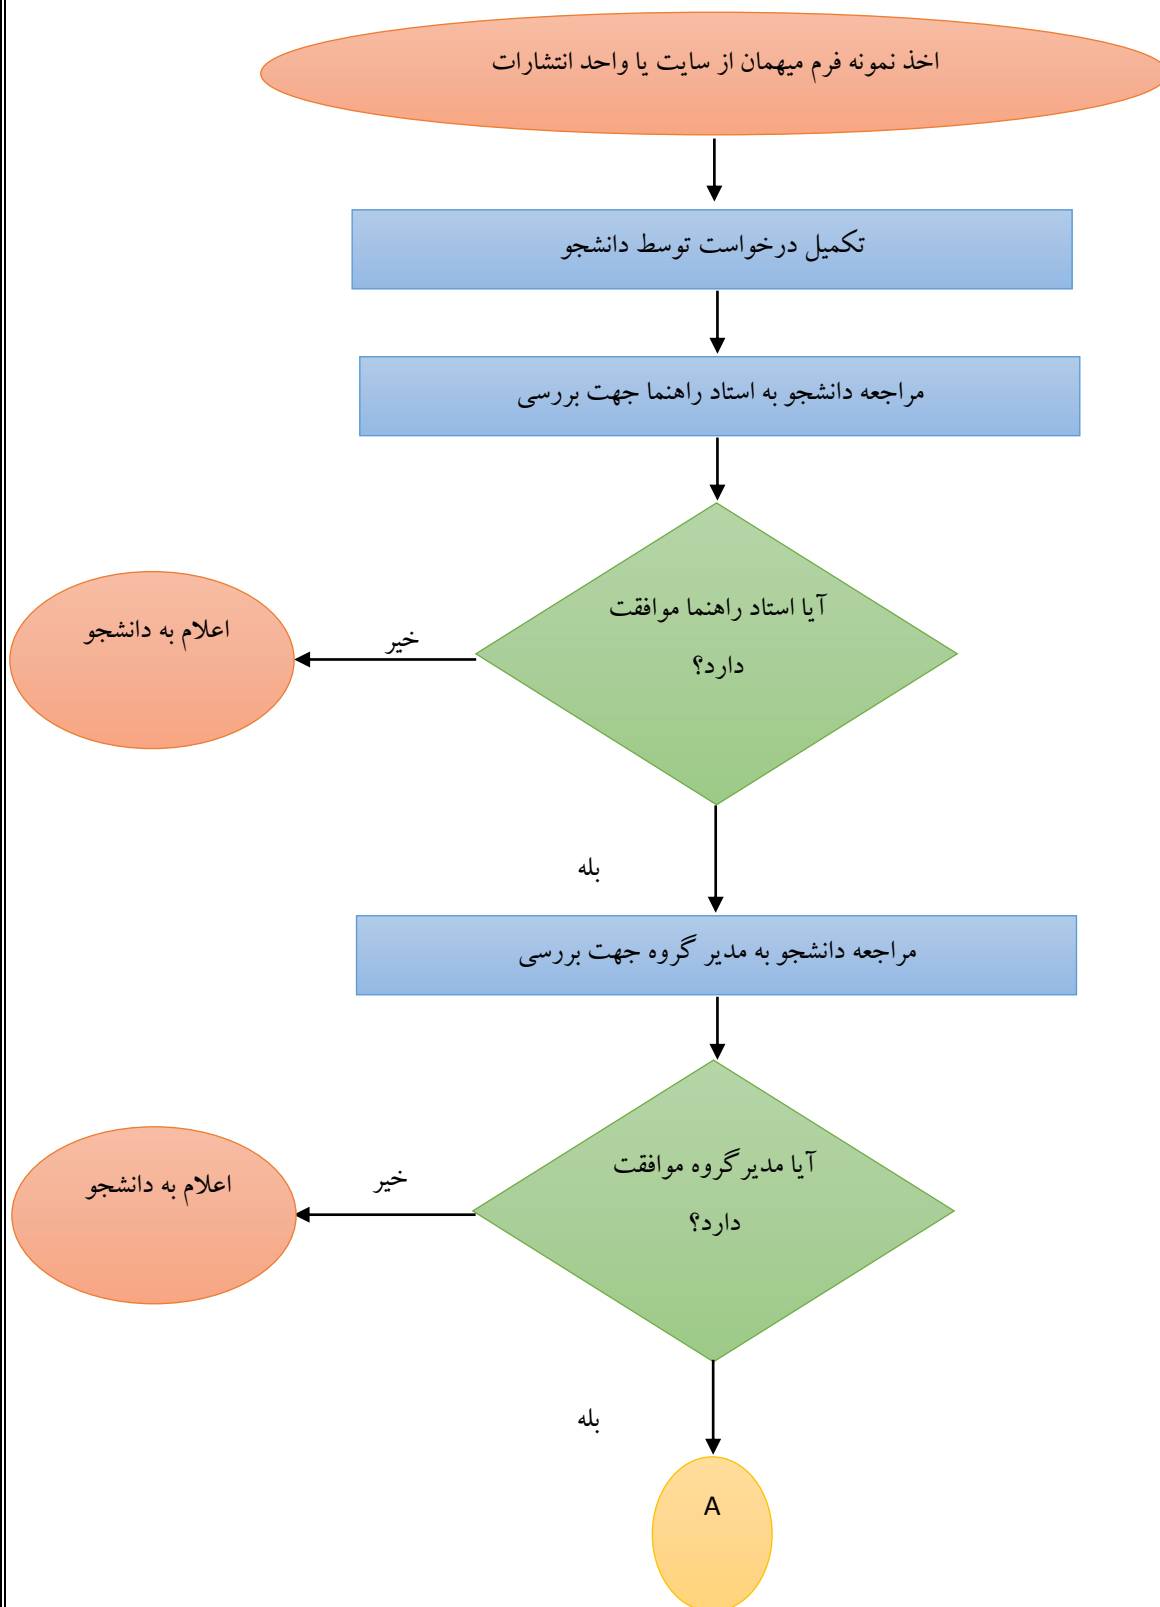 اخذ نمونه فرم میهمان از سایت یا واحد انتشارات
تکمیل درخواست توسط دانشجو
مراجعه دانشجو به استاد راهنما جهت بررسی
آیا استاد راهنما موافقت
دارد؟
خیر
اعلام به دانشجو
بله
مراجعه دانشجو به مدیر گروه جهت بررسی
آیا مدیرگروه موافقت
دارد؟
خیر
اعلام به دانشجو
بله
A